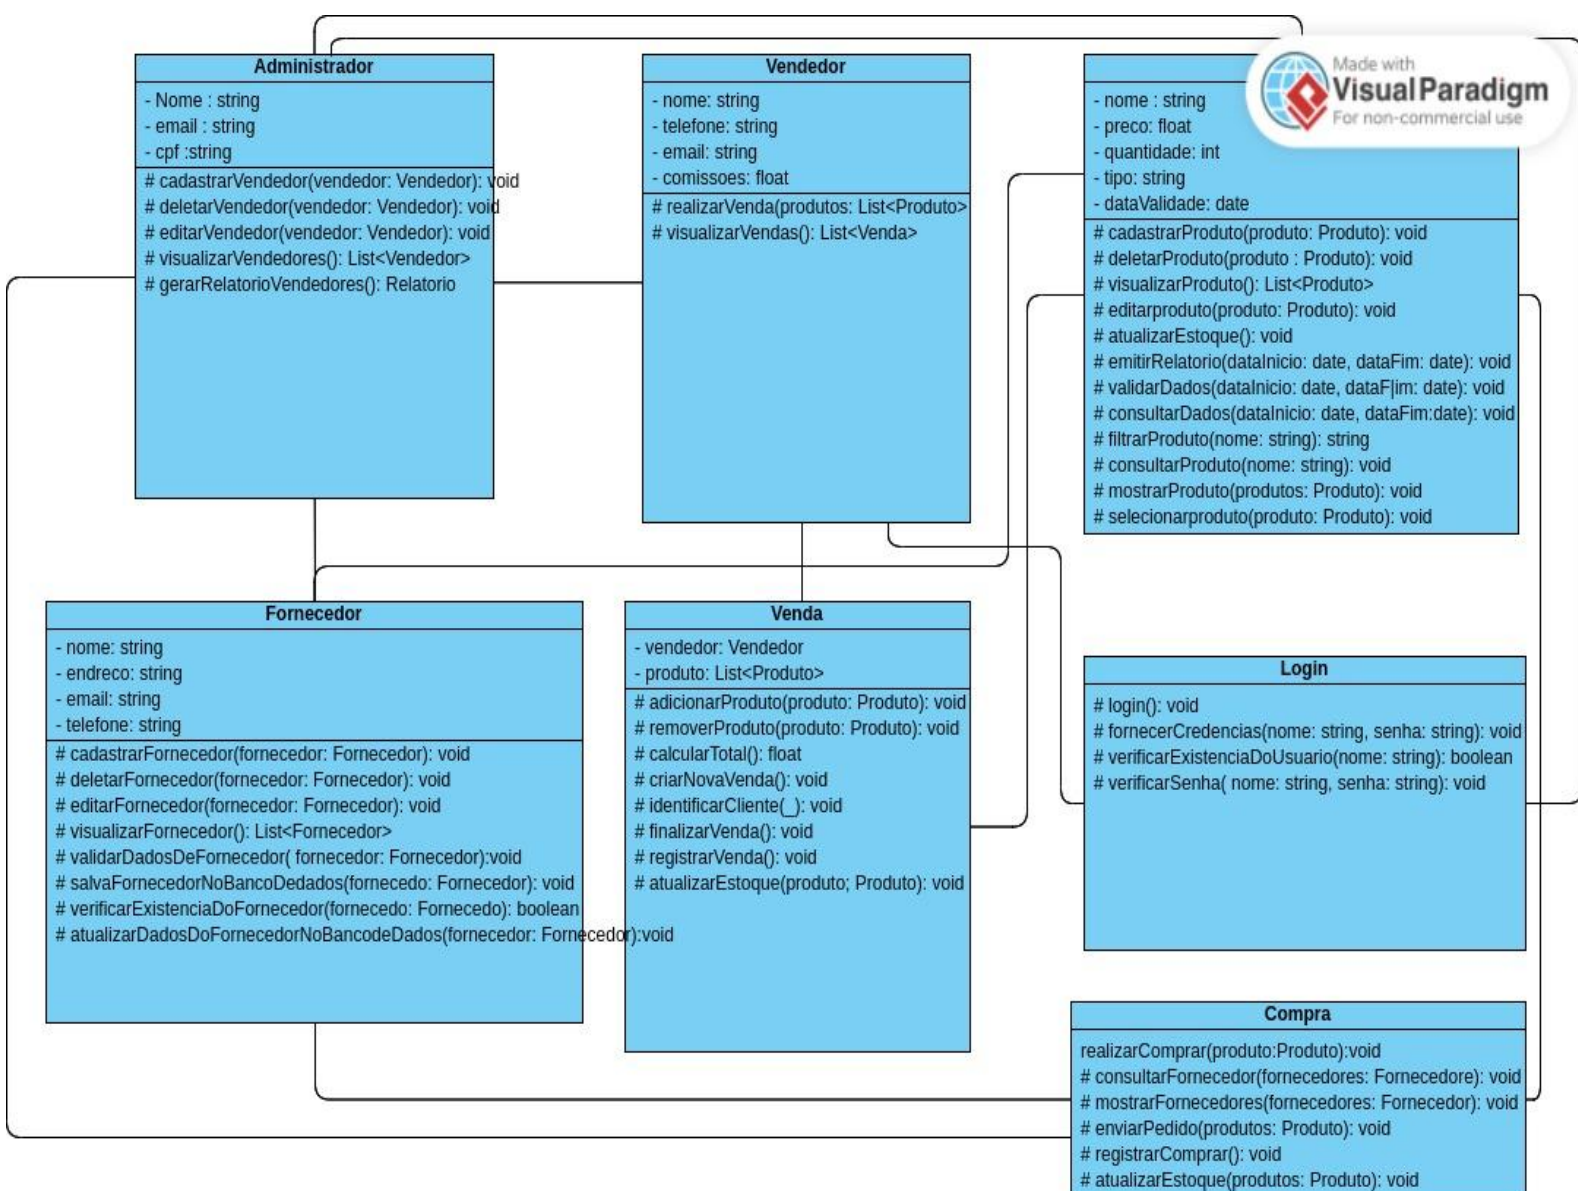 Administrador
- Nome : string
- email : string
- cpf :string
# cadastrarVendedor(vendedor: Vendedor): void
# deletarVendedor(vendedor: Vendedor): void
# editarVendedor(vendedor: Vendedor): void
# visualizarVendedores(): List<Vendedor>
# gerarRelatorioVendedores(): Relatorio
Vendedor
- nome: string
- telefone: string
- email: string
- comissoes: float
# realizarVenda(produtos: List<Produto>
# visualizarVendas(): List<Venda>
Made with
Visual Paradigm
For non-commercial use
- nome : string
- preco: float
- quantidade: int
- tipo: string
- dataValidade: date
# cadastrarProduto(produto: Produto): void
# deletarProduto(produto : Produto): void
# visualizarProduto(): List<Produto>
# editarproduto(produto: Produto): void
# atualizarEstoque(): void
# emitirRelatorio(dataInicio: date, dataFim: date): void
# validarDados(dataInicio: date, dataF|im: date): void
# consultarDados(dataInicio: date, dataFim:date): void
# filtrarProduto(nome: string): string
# consultarProduto(nome: string): void
# mostrarProduto(produtos: Produto): void
# selecionarproduto(produto: Produto): void
Fornecedor
- nome: string
- endreco: string
- email: string
- telefone: string
# cadastrarFornecedor(fornecedor: Fornecedor): void
# deletarFornecedor(fornecedor: Fornecedor): void
# editarFornecedor(fornecedor: Fornecedor): void
# visualizarFornecedor(): List<Fornecedor>
# validarDadosDeFornecedor( fornecedor: Fornecedor):void
# salvaFornecedorNoBancoDedados(fornecedo: Fornecedor): void
# verificarExistenciaDoFornecedor(fornecedo: Fornecedo): boolean
# atualizarDadosDoFornecedorNoBancodeDados(fornecedor: Fornecedor):void
Venda
- vendedor: Vendedor
- produto: List<Produto>
# adicionarProduto(produto: Produto): void
# removerProduto(produto: Produto): void
# calcularTotal(): float
# criarNovaVenda(): void
# identificarCliente(_): void
# finalizarVenda(): void
# registrarVenda(): void
# atualizarEstoque(produto; Produto): void
Login
# login(): void
# fornecerCredencias(nome: string, senha: string): void
# verificarExistenciaDoUsuario(nome: string): boolean
# verificarSenha( nome: string, senha: string): void
Compra
realizarComprar(produto:Produto):void
# consultarFornecedor(fornecedores: Fornecedore): void
# mostrarFornecedores(fornecedores: Fornecedor): void
# enviarPedido(produtos: Produto): void
# registrarComprar(): void
# atualizarEstoque(produtos: Produto): void